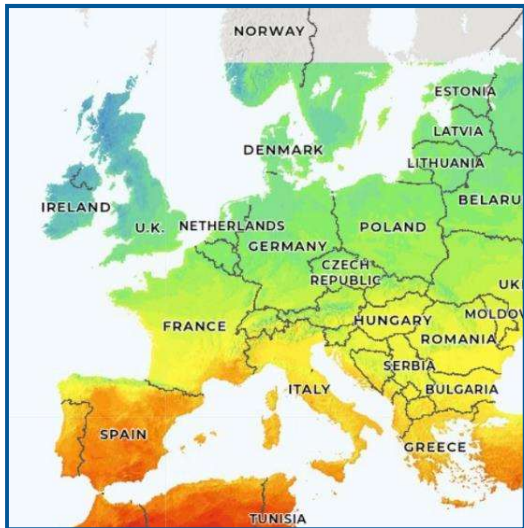 NORWAY
ESTONIA
LATVIA
DENMARK
LITHUANIA
IRELAND
U.K.
NETHERLANDS
BELARU
POLAND
GERMANY
CZECH
REPUBLIC
UK
FRANCE
HUNGARY
MOLDOV
ROMANIA
SERBIA
ITALY
BULGARIA
SPAIN
GREECE
TUNISIA